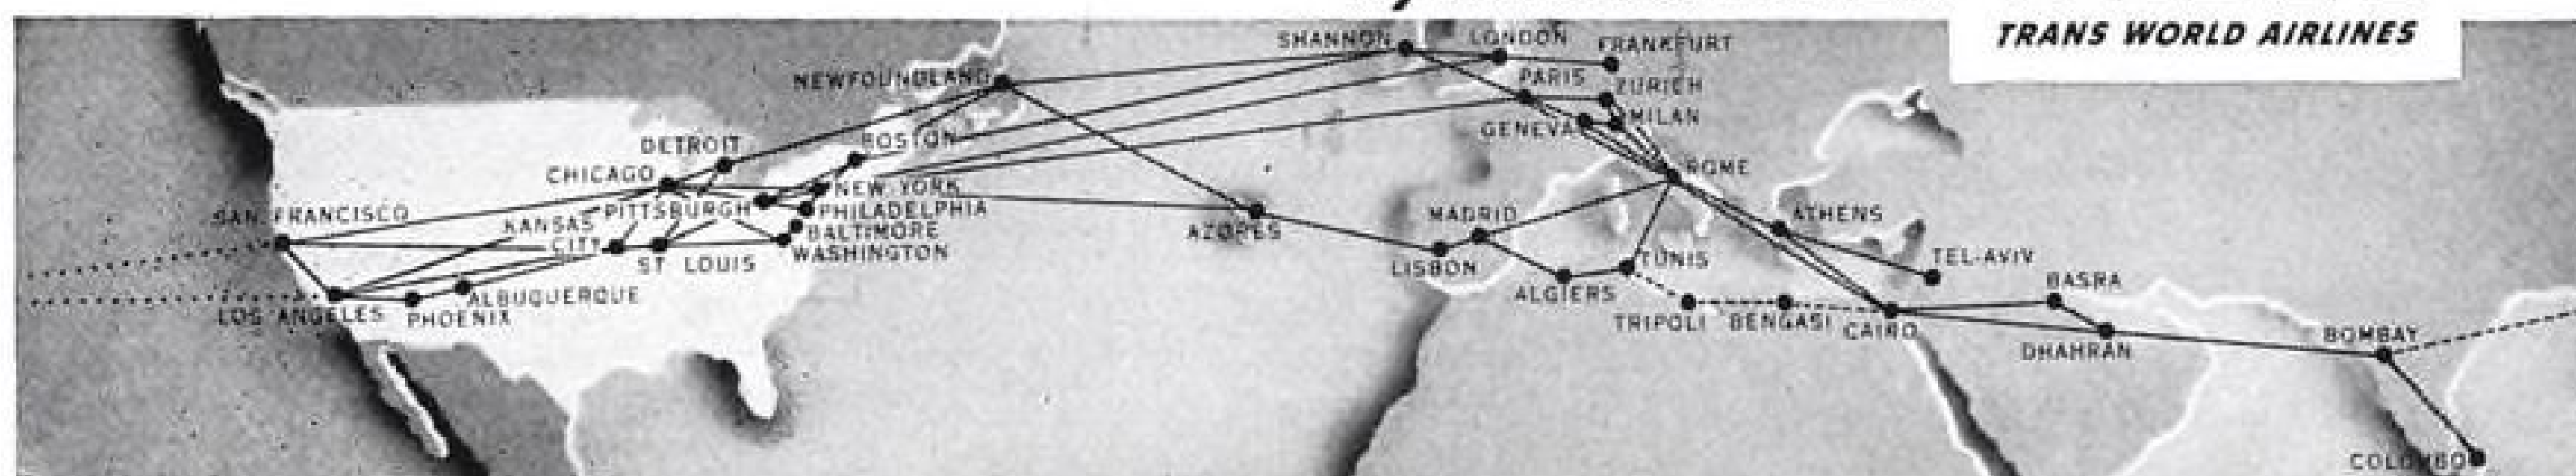 TRANS WORLD AIRLINES
SHANNON
LONDON
FRANKFURT
NEWFOUNDLAND
PARIS
ZURICH
MILAN
GENEVA
BOSTON
DETROIT
CHICAGO
ROME
NEW YORK
SAN FRANCISCO
KANSAS
CITY
PITTSBURGH
PHILADELPHIA
BALTIMORE
WASHINGTON
ST LOUIS
AZORES
MADRID
LISBON
ATHENS
TUNIS
TEL-AVIV
ALBUQUERQUE
LOS ANGELES
PHOENIX
ALGIERS
BASRA
TRIPOLI
BENGASI
CAIRO
DHAHRAN
BOMBAY
COLOMBO